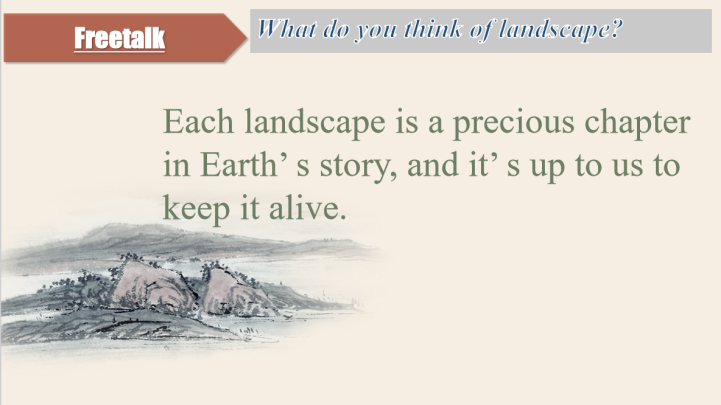 Freetalk
What do you think of landscape?
Each landscape is a precious chapter
in Earth’ s story, and it’ s up to us to
keep it alive.